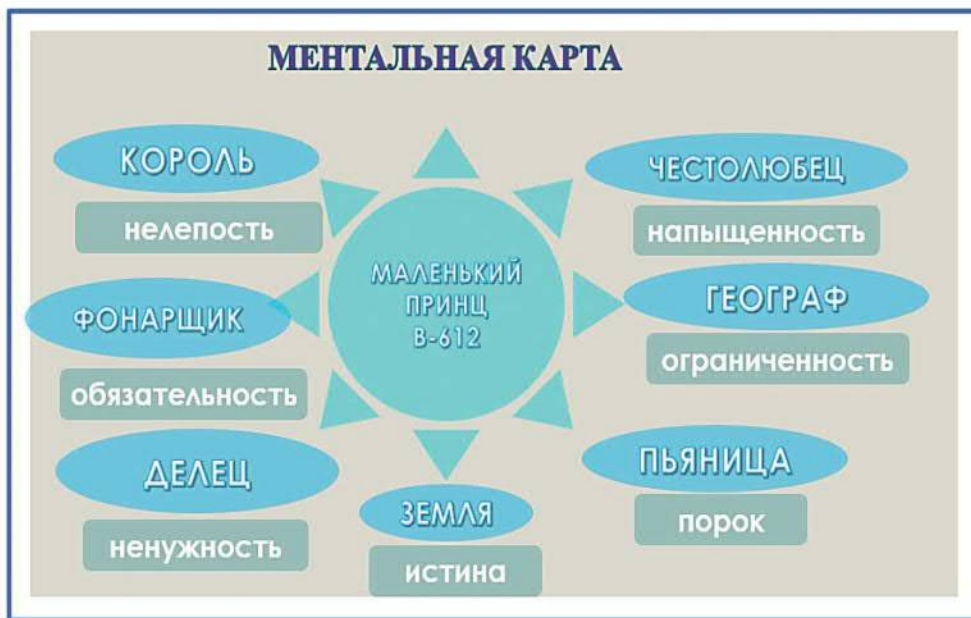 МЕНТАЛЬНАЯ КАРТА
КОРОЛЬ
нелепость
ФОНАРЩИК
обязательность
ДЕЛЕЦ
ненужность
МАЛЕНЬКИЙ
ПРИНЦ
В-612
ЗЕМЛЯ
истина
ЧЕСТОЛЮБЕЦ
напыщенность
ГЕОГРАФ
ограниченность
ПЬЯНИЦА
порок